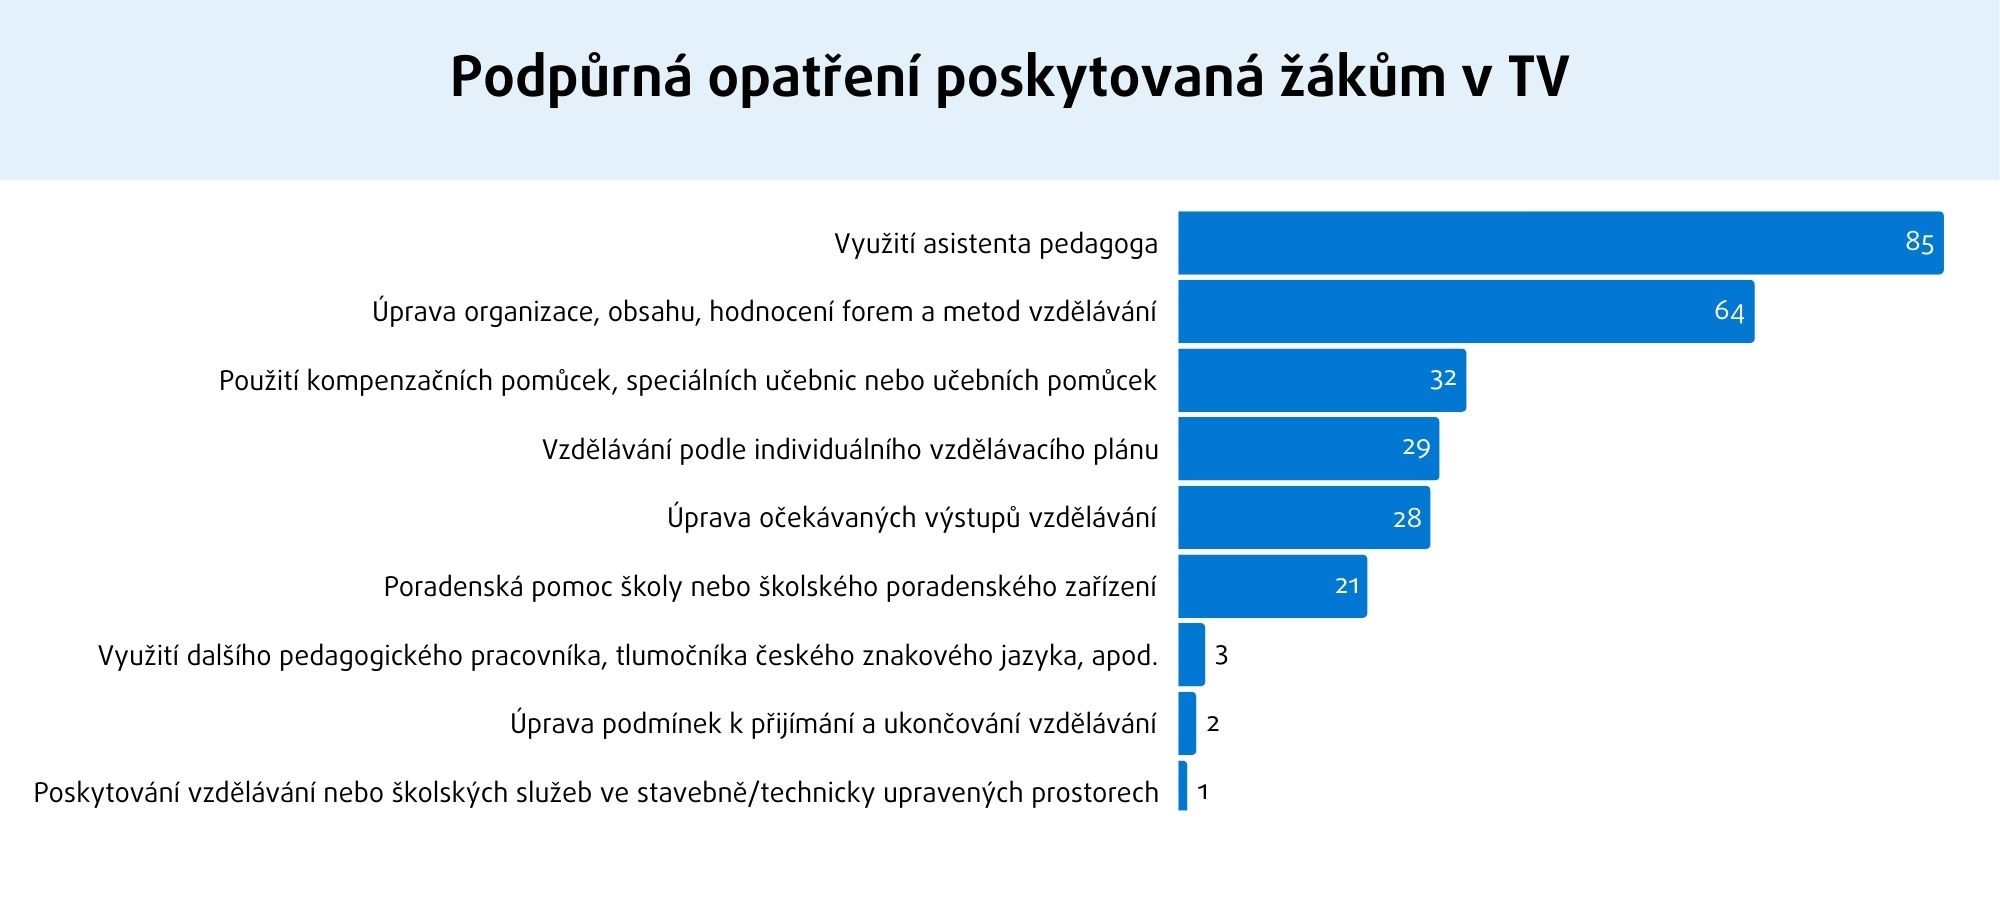 Podpůrná opatření poskytovaná žákům v TV
Využití asistenta pedagoga 85
Úprava organizace, obsahu, hodnocení forem a metod vzdělávání 64
Použití kompenzačních pomůcek, speciálních učebnic nebo učebních pomůcek 32
Vzdělávání podle individuálního vzdělávacího plánu 29
Úprava očekávaných výstupů vzdělávání 28
Poradenská pomoc školy nebo školského poradenského zařízení 21
Využití dalšího pedagogického pracovníka, tlumočníka českého znakového jazyka, apod. 3
Úprava podmínek k přijímání a ukončování vzdělávání 2
Poskytování vzdělávání nebo školských služeb ve stavebně/technicky upravených prostorech 1